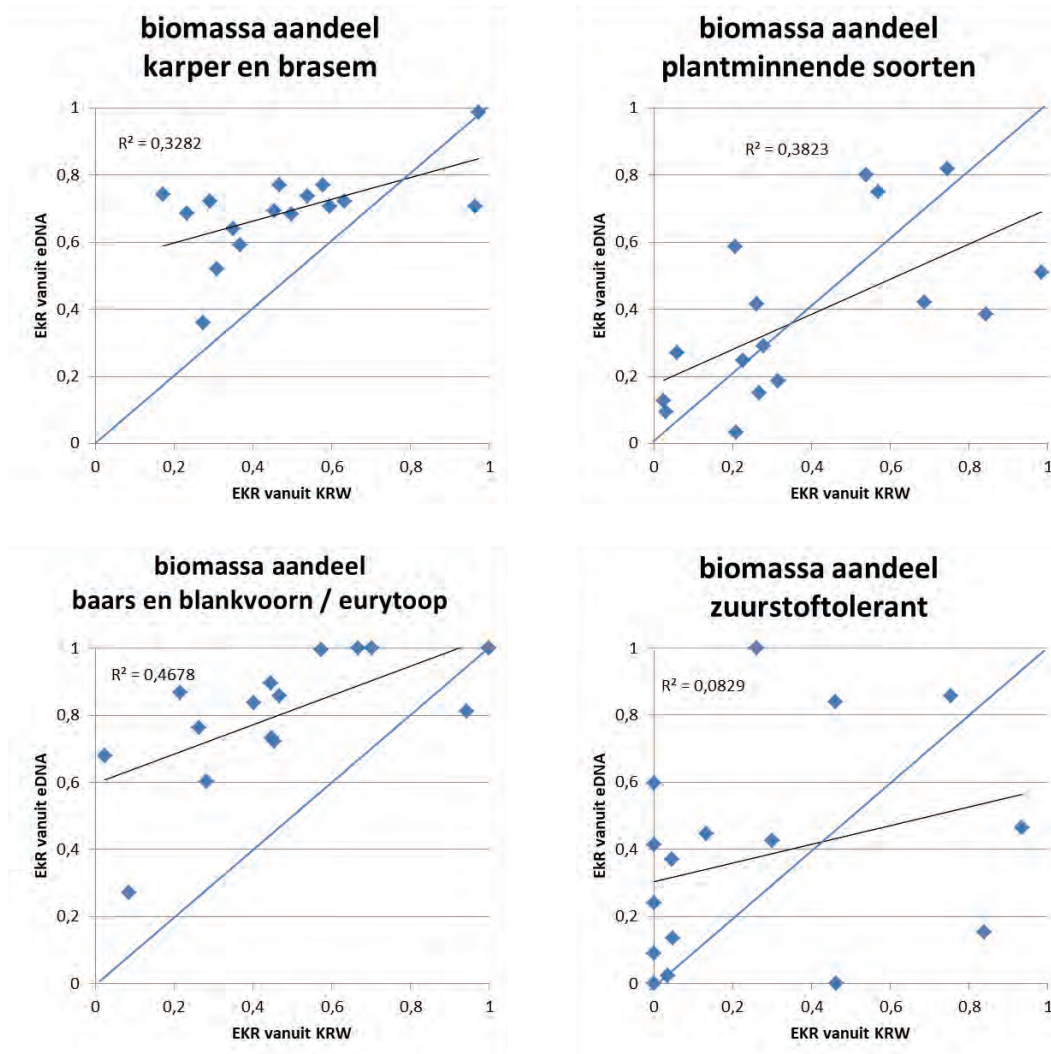 biomassa aandeel
karper en brasem
1
0,8
0,6
0,4
0,2
0
R² = 0,3282
EkR vanuit eDNA
0 0,2 0,4 0,6 0,8 1
EKR vanuit KRW
biomassa aandeel
plantminnende soorten
1
0,8
0,6
0,4
0,2
0
R² = 0,3823
EkR vanuit eDNA
0 0,2 0,4 0,6 0,8 1
EKR vanuit KRW
biomassa aandeel
baars en blankvoorn / eurytoop
1
0,8
0,6
0,4
0,2
0
R² = 0,4678
EkR vanuit eDNA
0 0,2 0,4 0,6 0,8 1
EKR vanuit KRW
biomassa aandeel
zuurstoftolerant
1
0,8
0,6
0,4
0,2
0
R² = 0,0829
EkR vanuit eDNA
0 0,2 0,4 0,6 0,8 1
EKR vanuit KRW